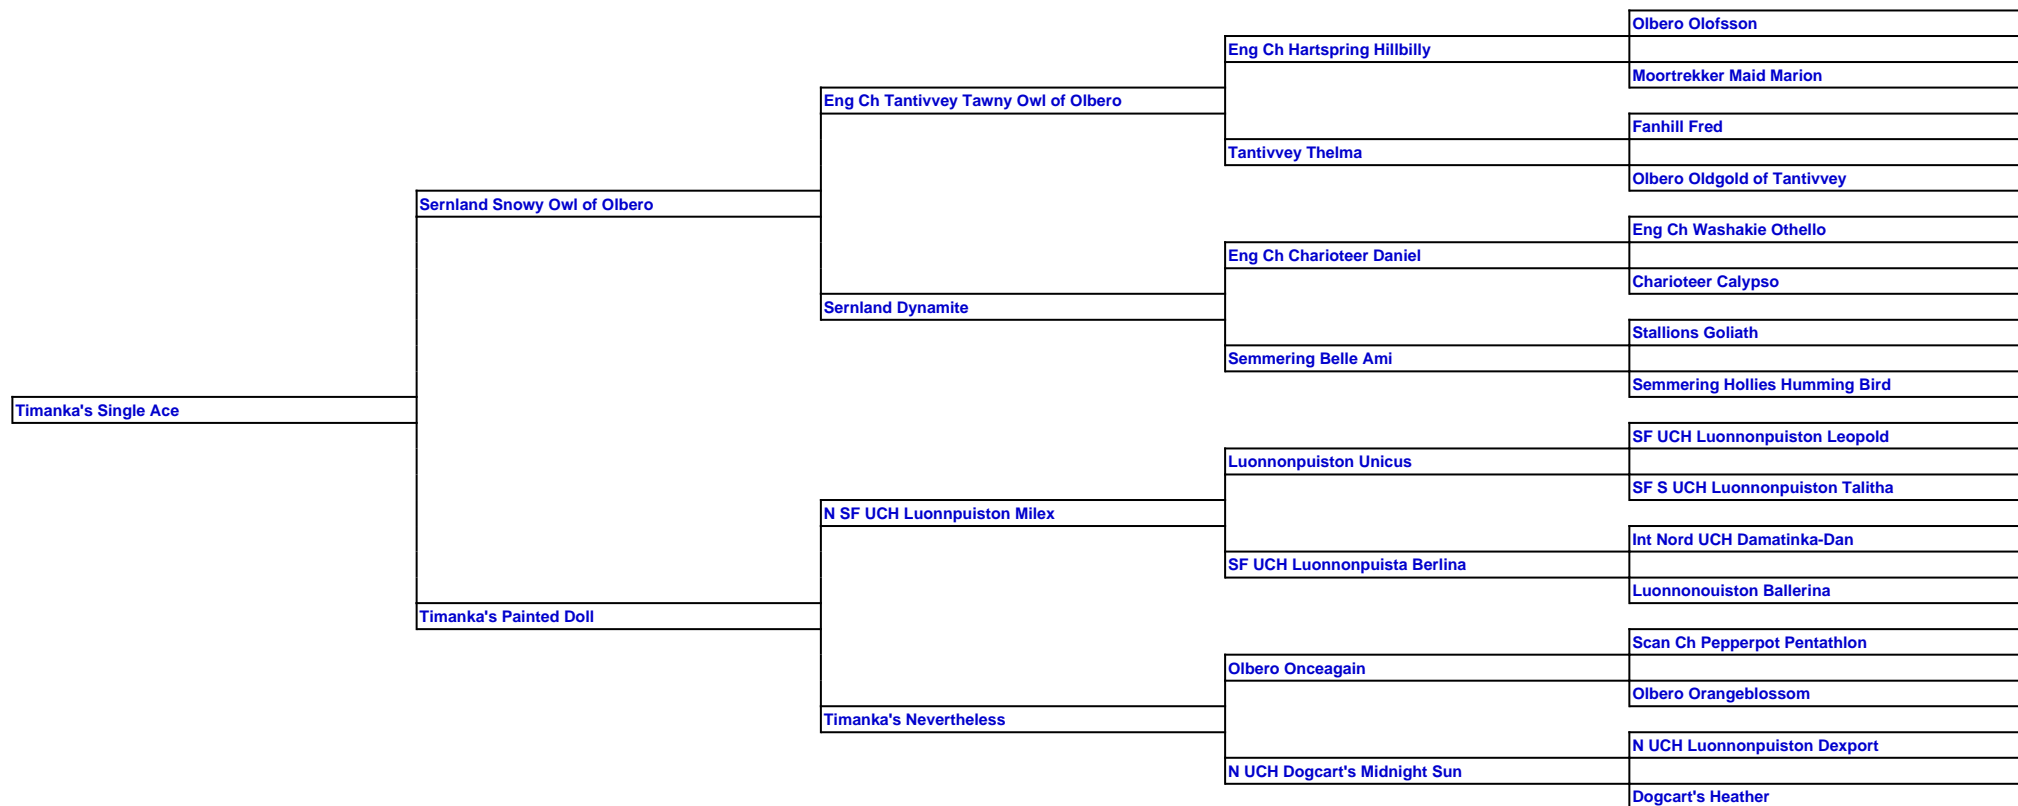 Olbero Olofsson
Eng Ch Hartspring Hillbilly
Moortrekker Maid Marion
Eng Ch Tantivvey Tawny Owl of Olbero
Fanhill Fred
Tantivvey Thelma
Olbero Oldgold of Tantivvey
Sernland Snowy Owl of Olbero
Eng Ch Washakie Othello
Eng Ch Charioteer Daniel
Charioteer Calypso
Sernland Dynamite
Stallions Goliath
Semmering Belle Ami
Semmering Hollies Humming Bird
Timanka's Single Ace
SF UCH Luonnonpuiston Leopold
Luonnonpuiston Unicus
SF S UCH Luonnonpuiston Talitha
N SF UCH Luonnpuiston Milex
Int Nord UCH Damatinka-Dan
SF UCH Luonnonpuista Berlina
Luonnonouiston Ballerina
Timanka's Painted Doll
Scan Ch Pepperpot Pentathlon
Olbero Onceagain
Olbero Orangeblossom
Timanka's Nevertheless
N UCH Luonnonpuiston Dexport
N UCH Dogcart's Midnight Sun
Dogcart's Heather